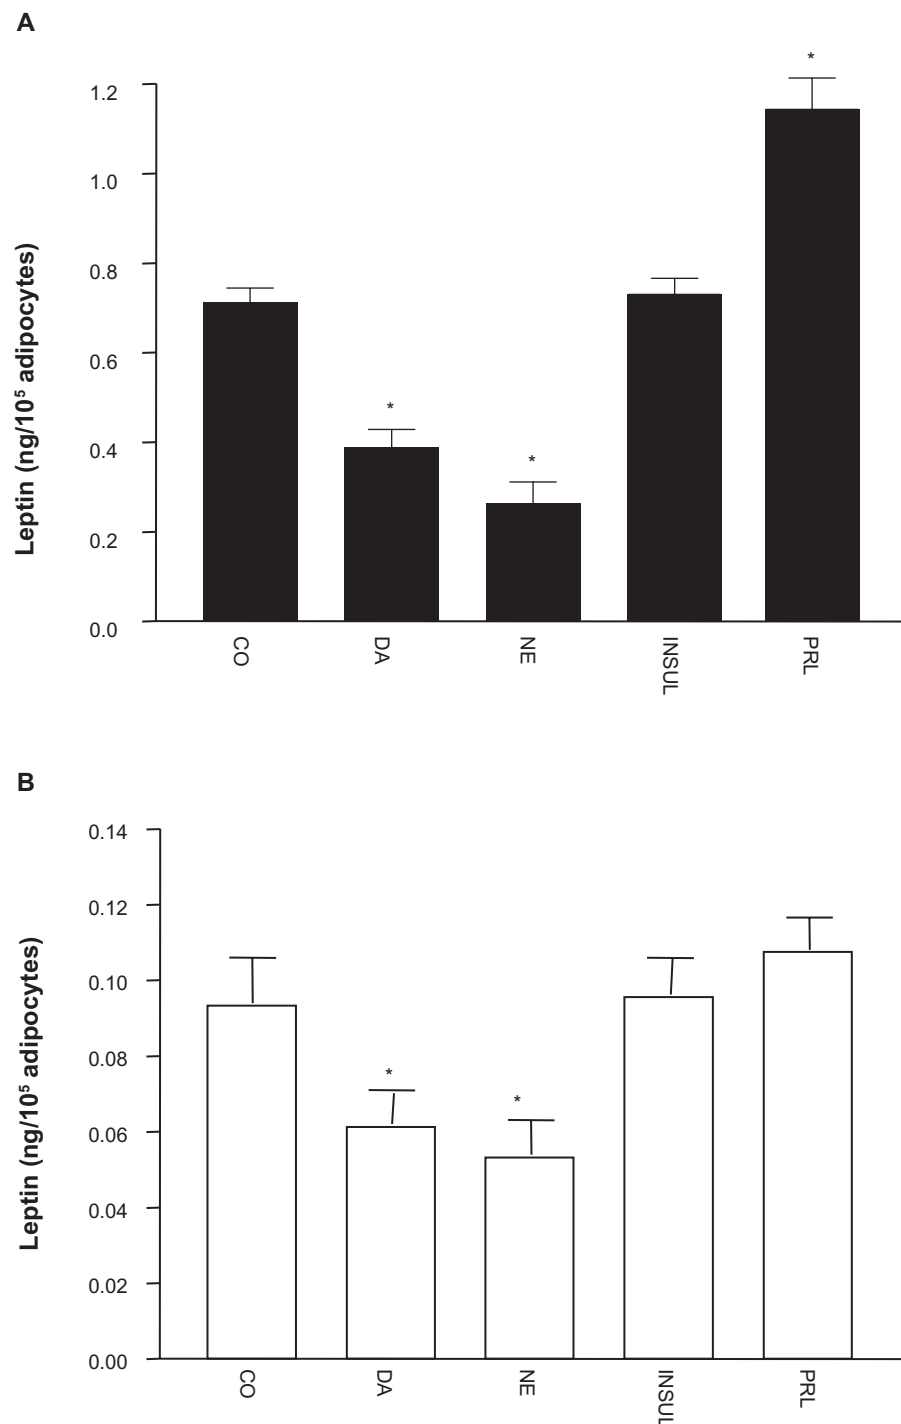 A
Leptin (ng/10⁵ adipocytes)
1.2
1.0
0.8
0.6
0.4
0.2
0.0
*
*
*
CO
DA
NE
INSUL
PRL
B
Leptin (ng/10⁵ adipocytes)
0.14
0.12
0.10
0.08
0.06
0.04
0.02
0.00
*
*
CO
DA
NE
INSUL
PRL